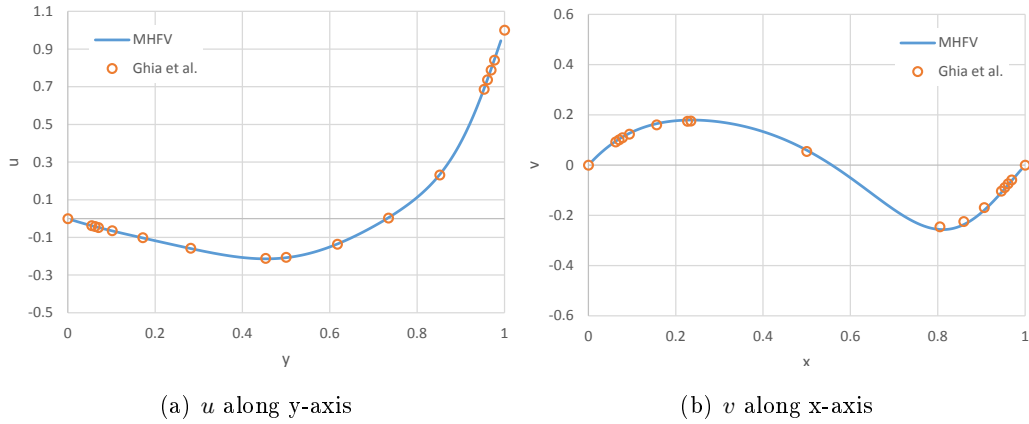 1.1
0.9
0.7
0.5
0.3
0.1
-0.1
-0.3
-0.5
0
0.2
0.4
0.6
0.8
1
u
y
MHFV
Ghia et al.
(a) u along y-axis
0.6
0.4
0.2
0
-0.2
-0.4
-0.6
0
0.2
0.4
0.6
0.8
1
v
x
MHFV
Ghia et al.
(b) v along x-axis